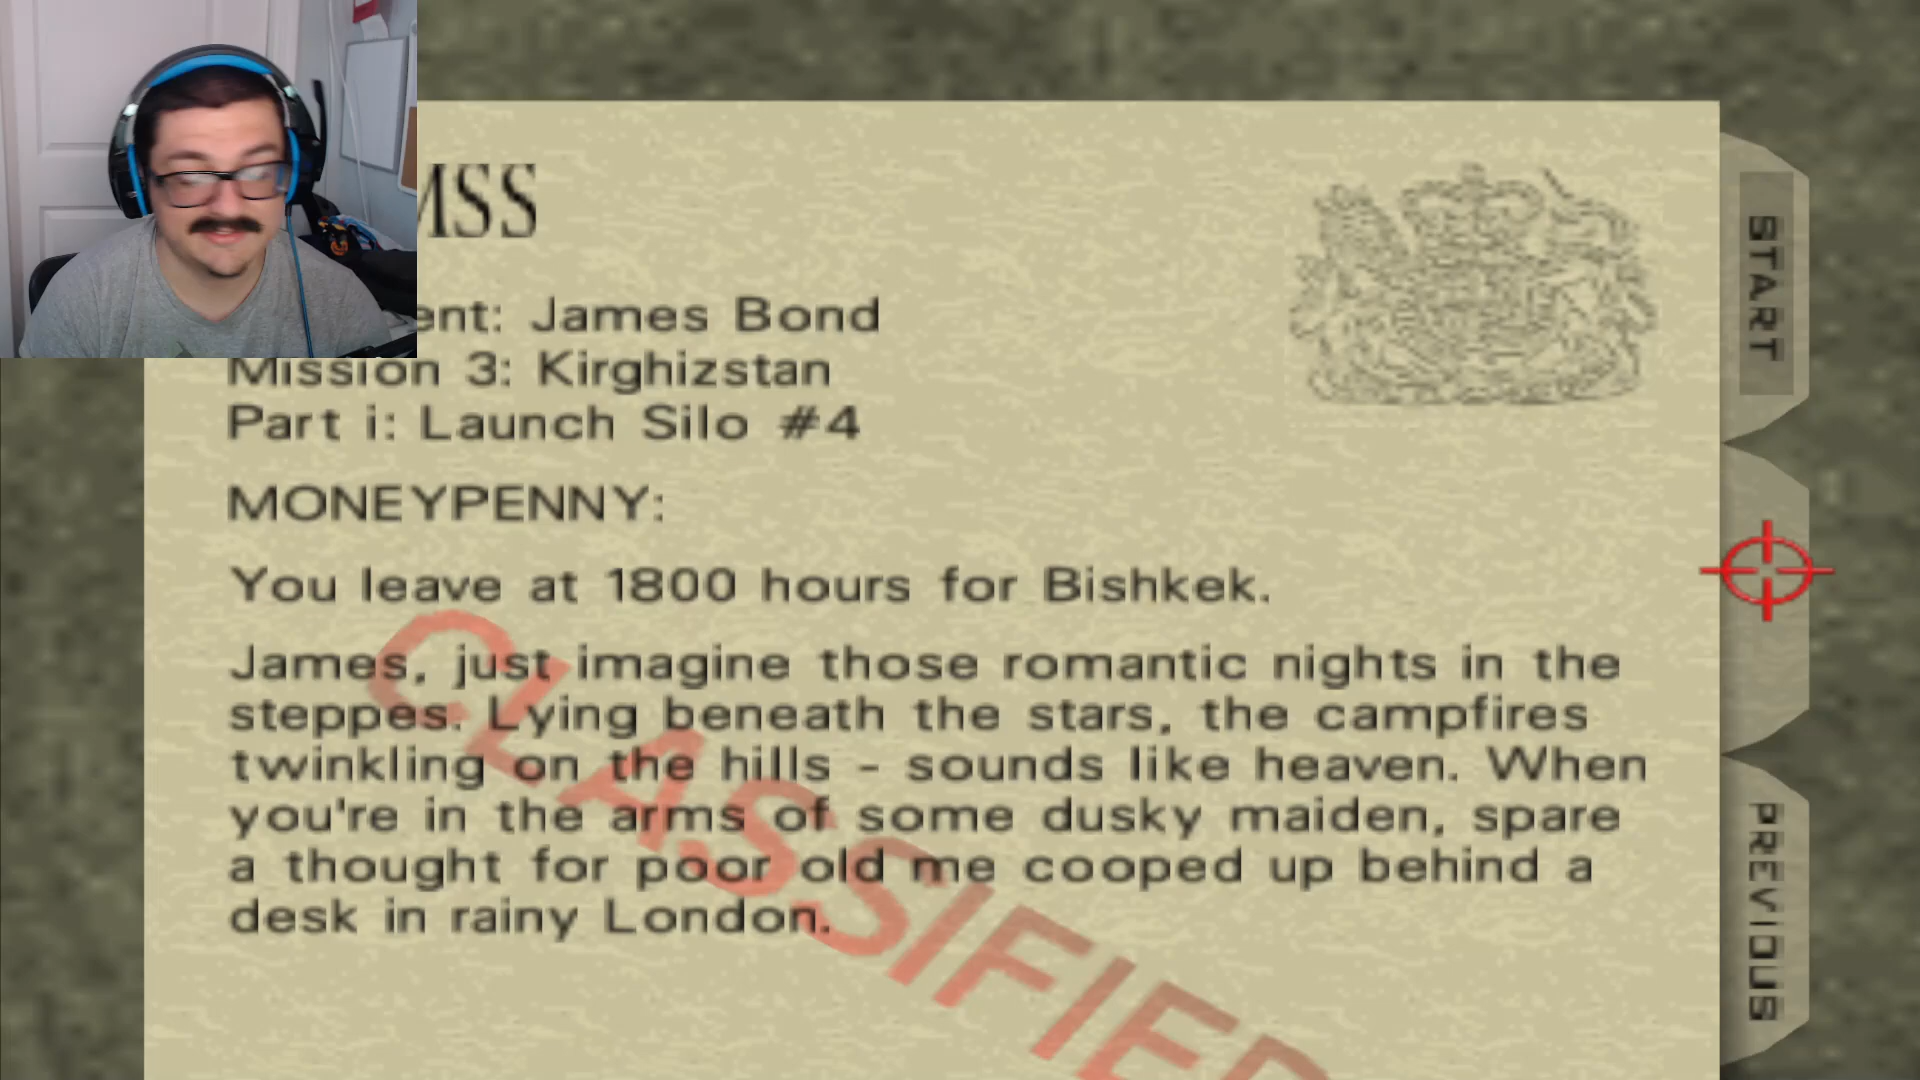 MSS
ent: James Bond
Mission 3: Kirghizstan
Part i: Launch Silo #4
MONEYPENNY:
You leave at 1800 hours for Bishkek.
James, just imagine those romantic nights in the
steppes. Lying beneath the stars, the campfires
twinkling on the hills - sounds like heaven. When
you're in the arms of some dusky maiden, spare
a thought for poor old me cooped up behind a
desk in rainy London.
CLASSIFIED
START
PREVIOUS